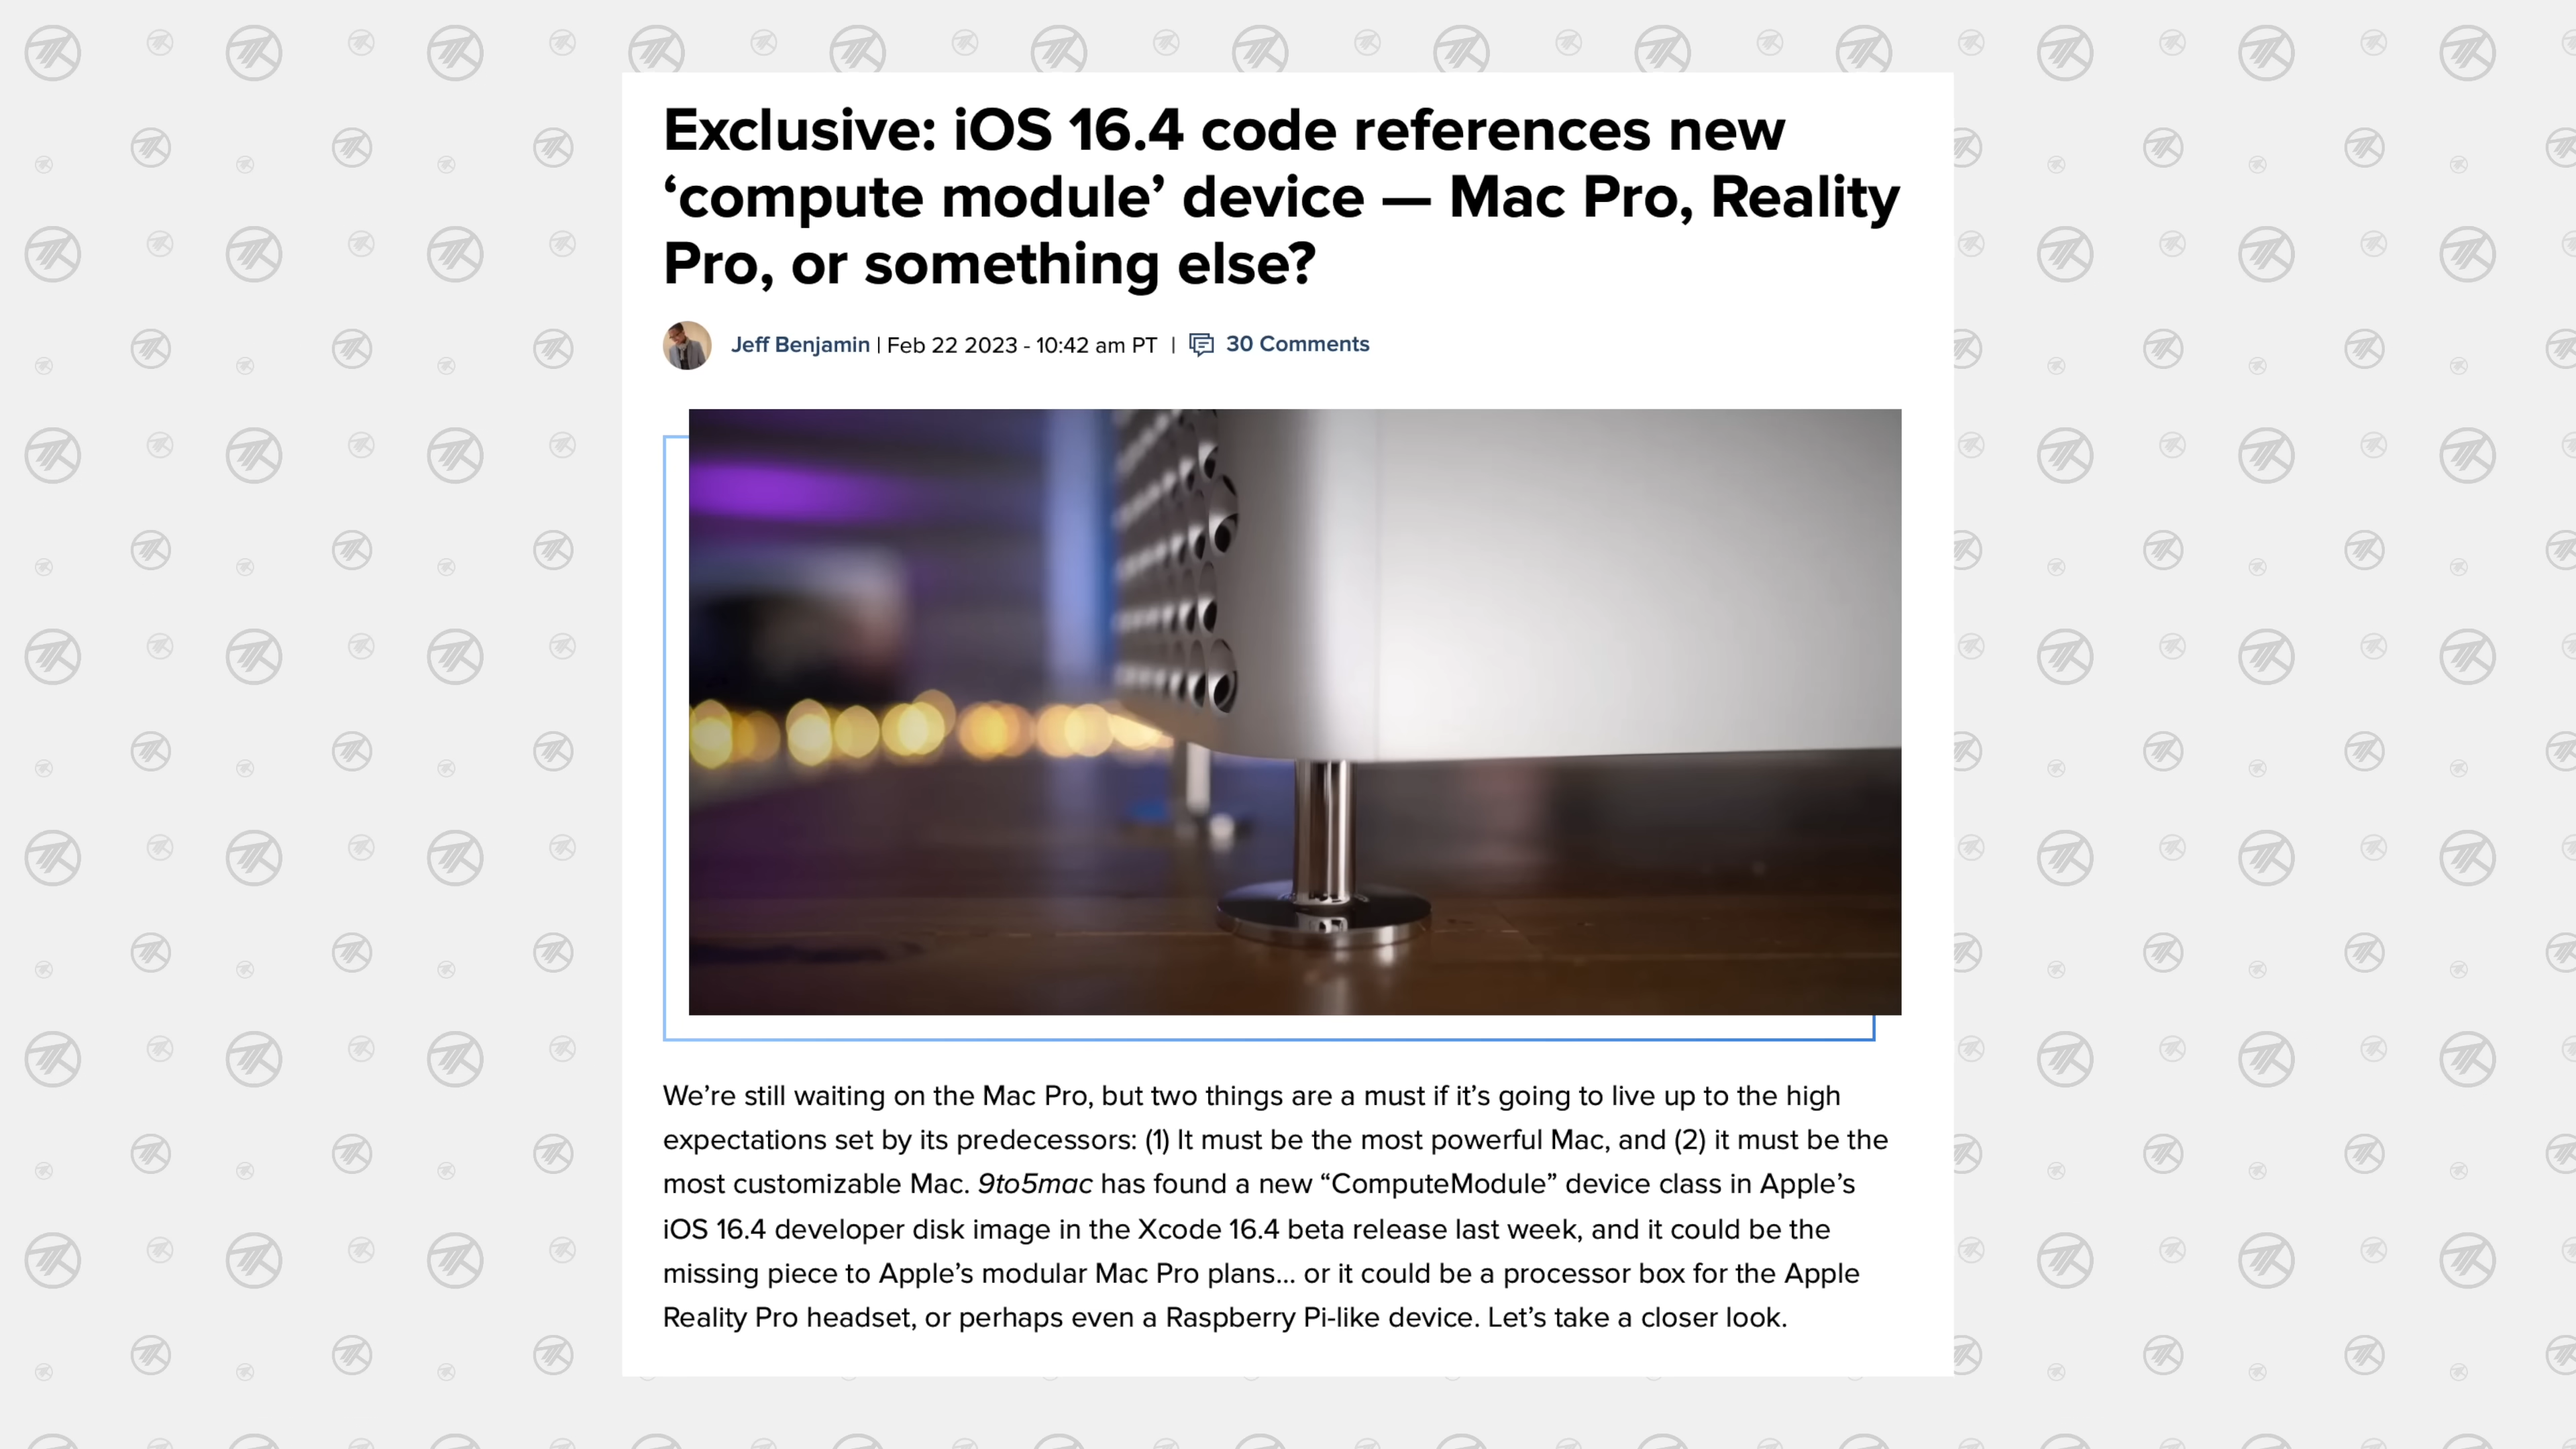 Exclusive: iOS 16.4 code references new
‘compute module’ device — Mac Pro, Reality
Pro, or something else?
Jeff Benjamin | Feb 22 2023 - 10:42 am PT | 30 Comments
We’re still waiting on the Mac Pro, but two things are a must if it’s going to live up to the high
expectations set by its predecessors: (1) It must be the most powerful Mac, and (2) it must be the
most customizable Mac. 9to5mac has found a new “ComputeModule” device class in Apple’s
iOS 16.4 developer disk image in the Xcode 16.4 beta release last week, and it could be the
missing piece to Apple’s modular Mac Pro plans… or it could be a processor box for the Apple
Reality Pro headset, or perhaps even a Raspberry Pi-like device. Let’s take a closer look.